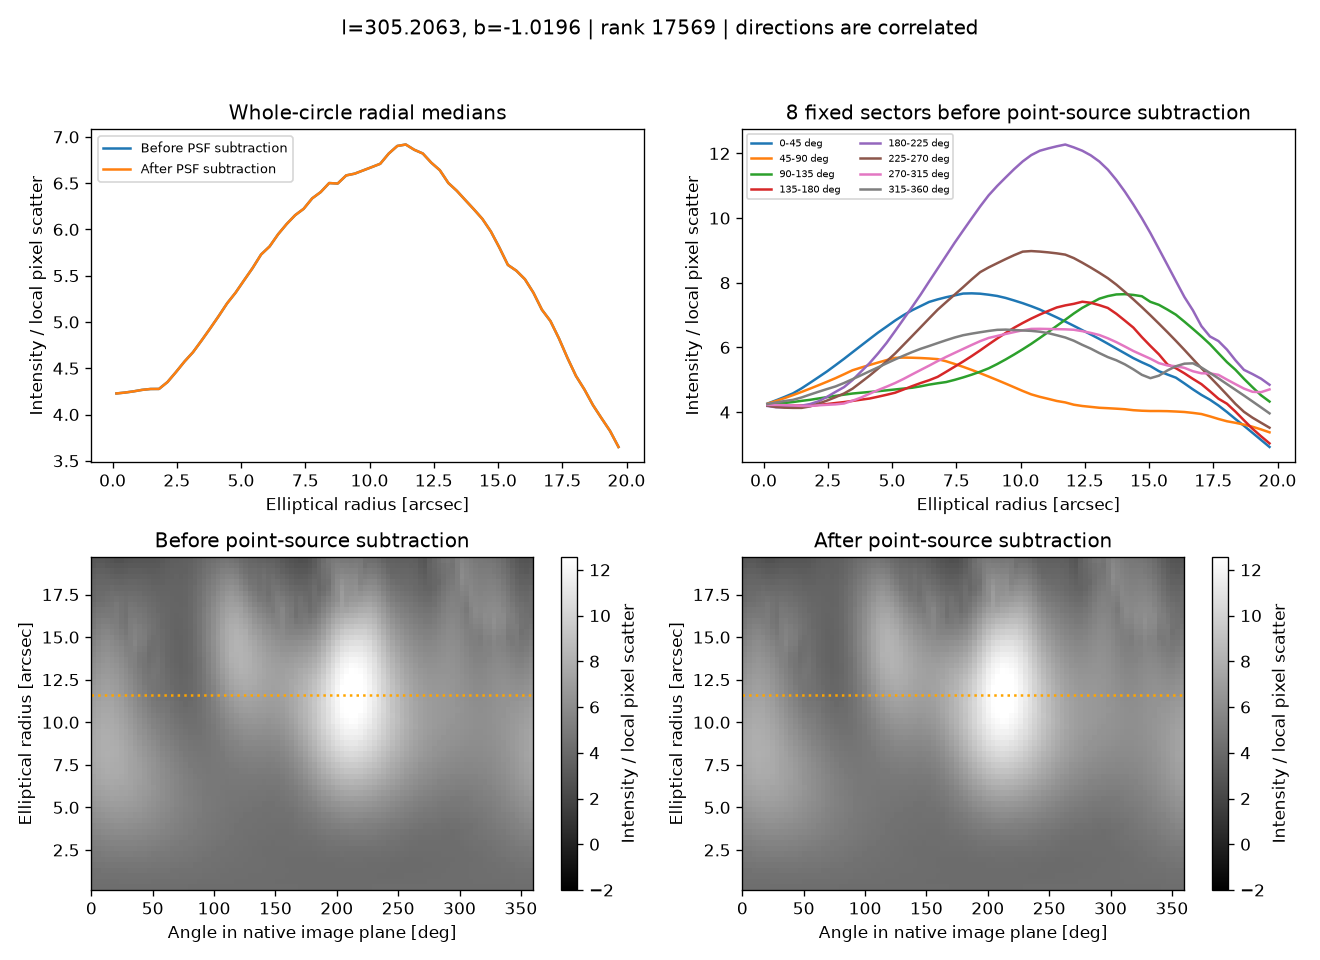 l=305.2063, b=-1.0196 | rank 17569 | directions are correlated
Whole-circle radial medians
Before PSF subtraction
After PSF subtraction
Intensity / local pixel scatter
7.0
6.5
6.0
5.5
5.0
4.5
4.0
3.5
0.0 2.5 5.0 7.5 10.0 12.5 15.0 17.5 20.0
Elliptical radius [arcsec]
8 fixed sectors before point-source subtraction
0-45 deg
45-90 deg
90-135 deg
135-180 deg
180-225 deg
225-270 deg
270-315 deg
315-360 deg
Intensity / local pixel scatter
12
10
8
6
4
0.0 2.5 5.0 7.5 10.0 12.5 15.0 17.5 20.0
Elliptical radius [arcsec]
Before point-source subtraction
Elliptical radius [arcsec]
17.5
15.0
12.5
10.0
7.5
5.0
2.5
0 50 100 150 200 250 300 350
Angle in native image plane [deg]
12
10
8
6
4
2
0
−2
Intensity / local pixel scatter
After point-source subtraction
Elliptical radius [arcsec]
17.5
15.0
12.5
10.0
7.5
5.0
2.5
0 50 100 150 200 250 300 350
Angle in native image plane [deg]
12
10
8
6
4
2
0
−2
Intensity / local pixel scatter